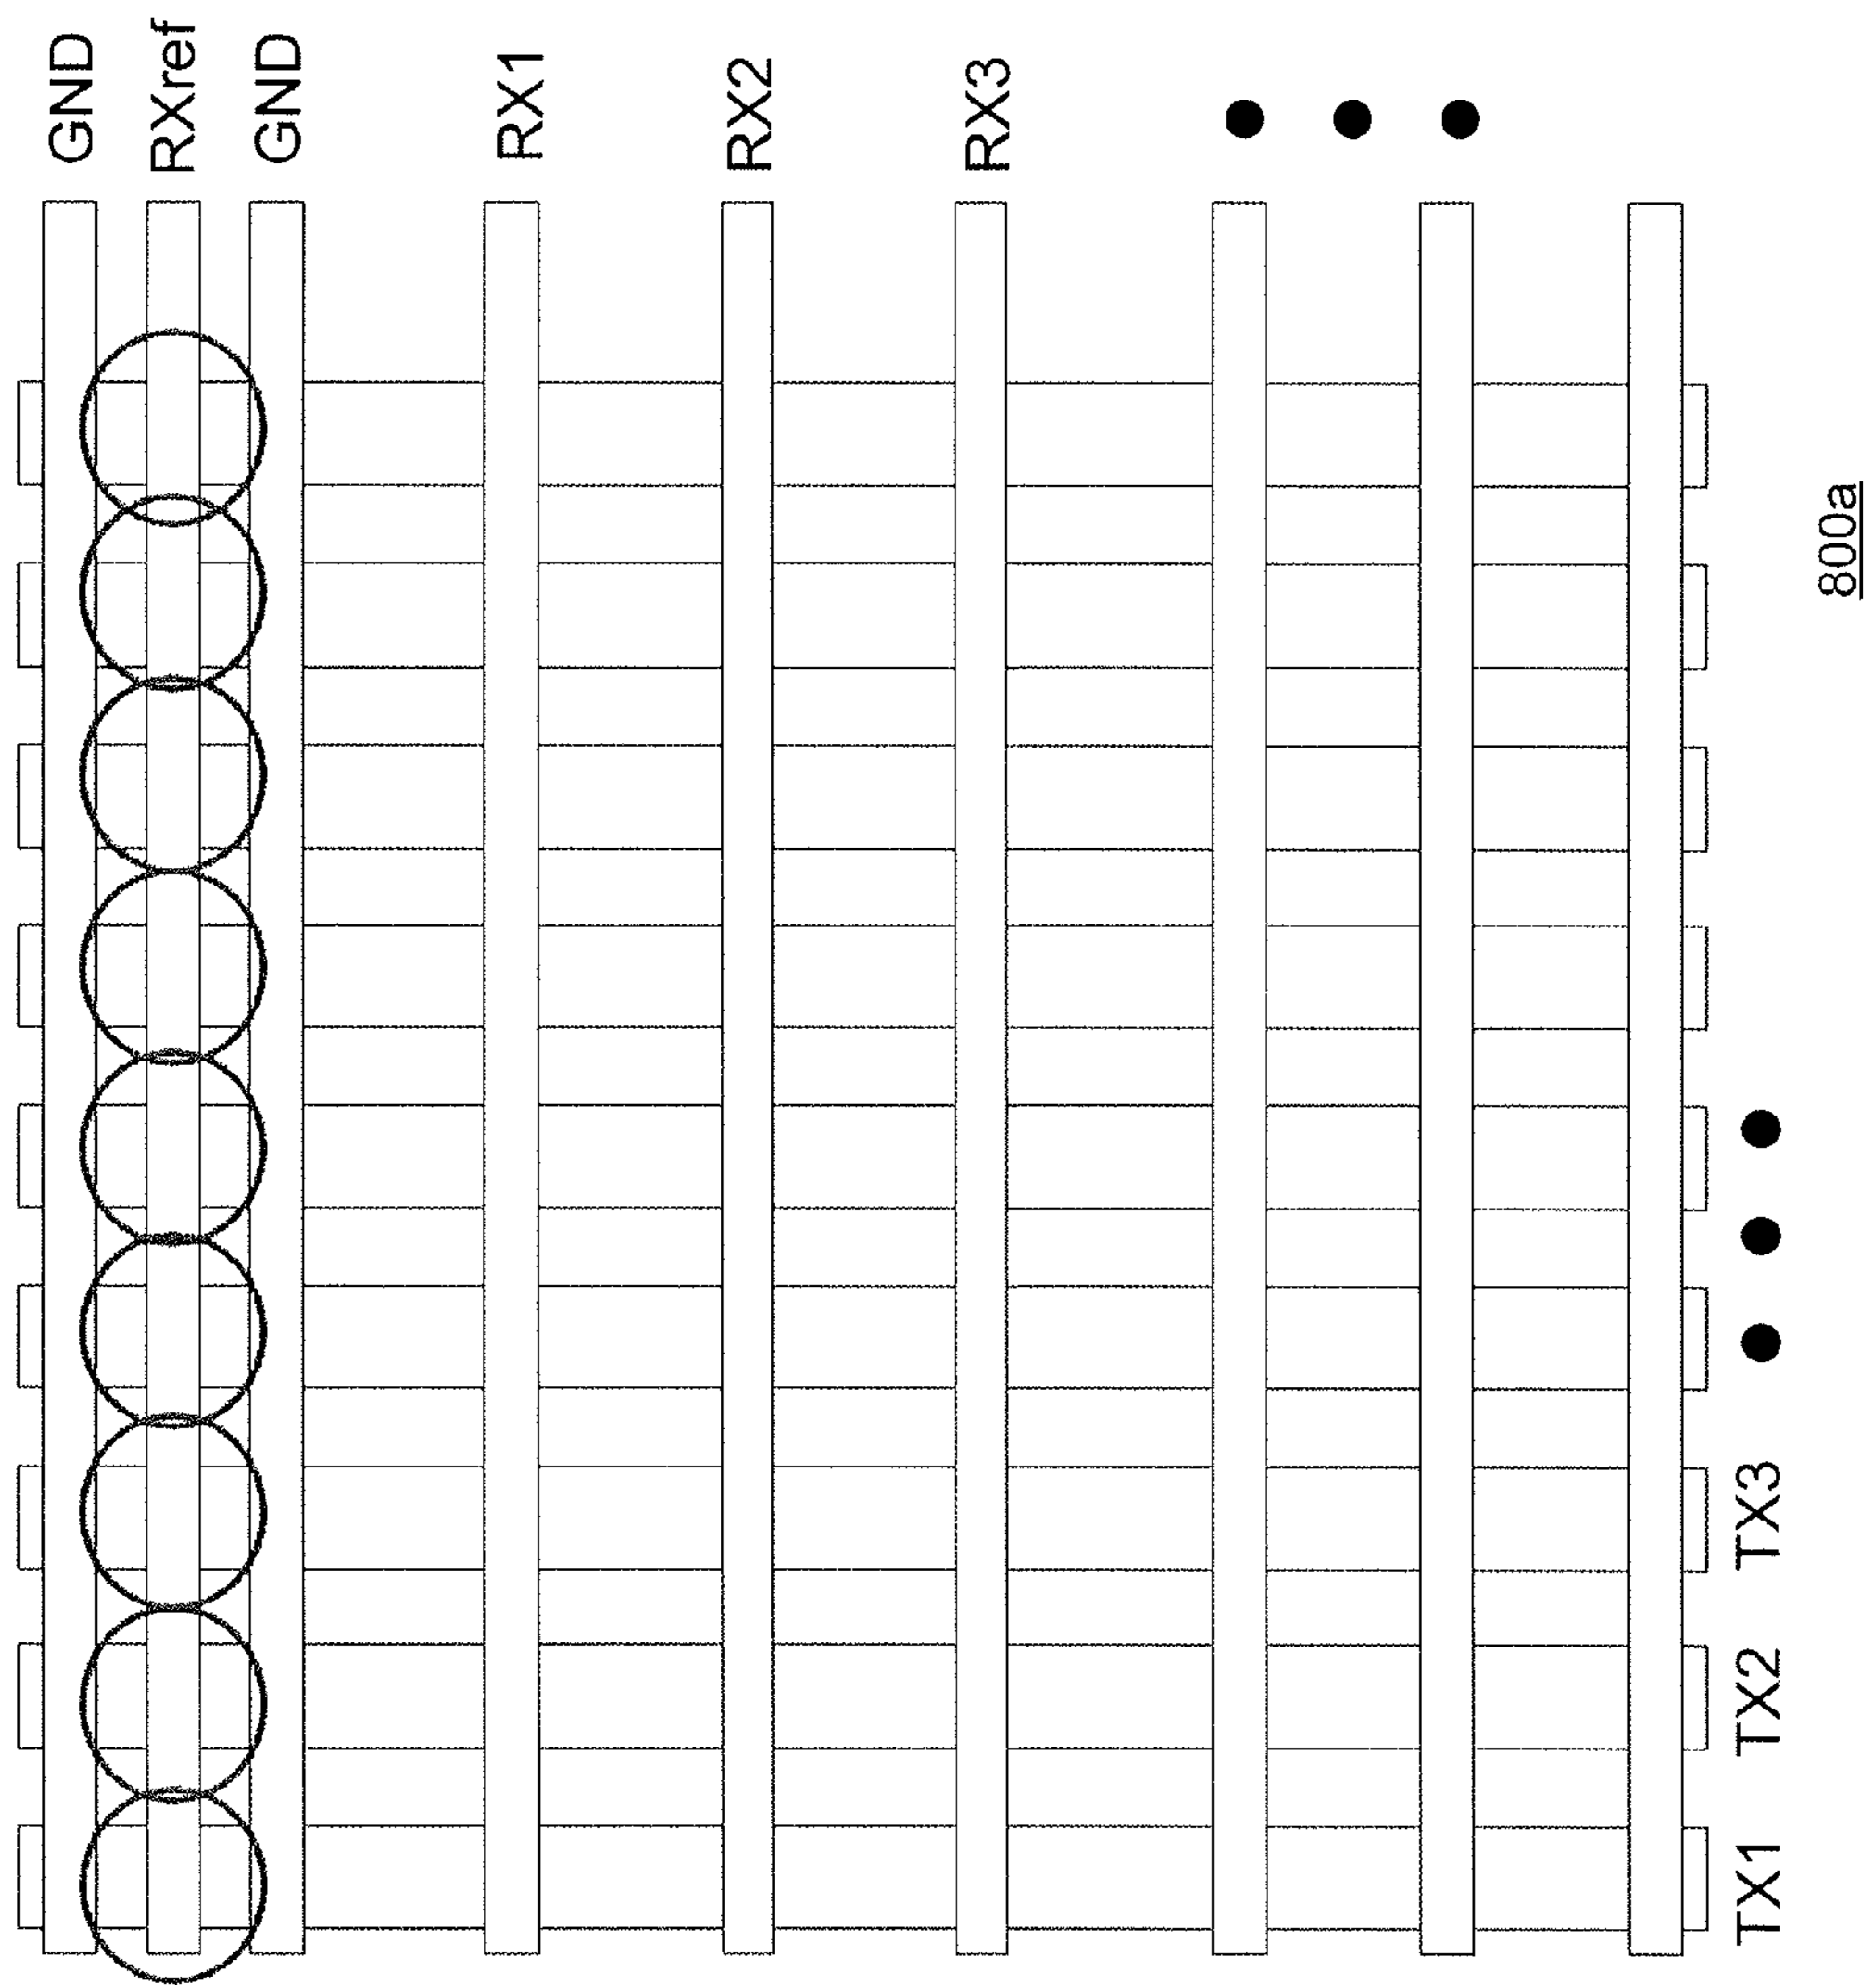 GND
RXref
GND
RX1
RX2
RX3
TX1
TX2
TX3
800a